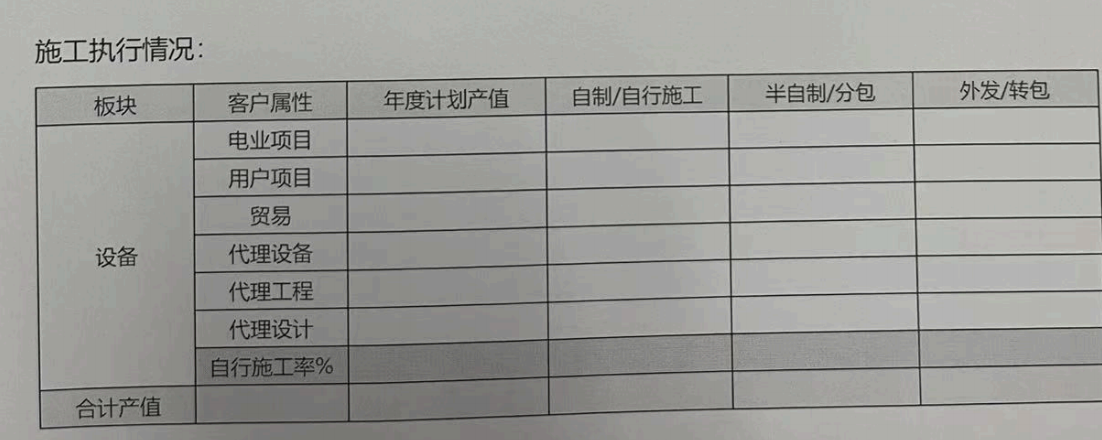 施工执行情况：
板块 客户属性 年度计划产值 自制/自行施工 半自制/分包 外发/转包
电业项目
用户项目
贸易
设备 代理设备
代理工程
代理设计
自行施工率%
合计产值